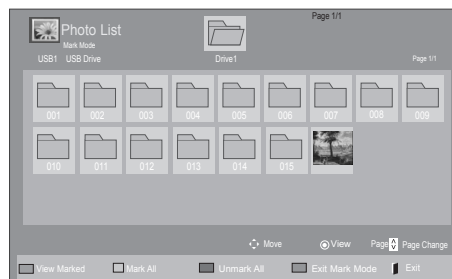 Page 1/1
Photo List
Mark Mode
USB1 USB Drive Drive1 Page 1/1
001 002 003 004 005 006 007 008 009
010 011 012 013 014 015
Move View Page Page Change
View Marked Mark All Unmark All Exit Mark Mode Exit